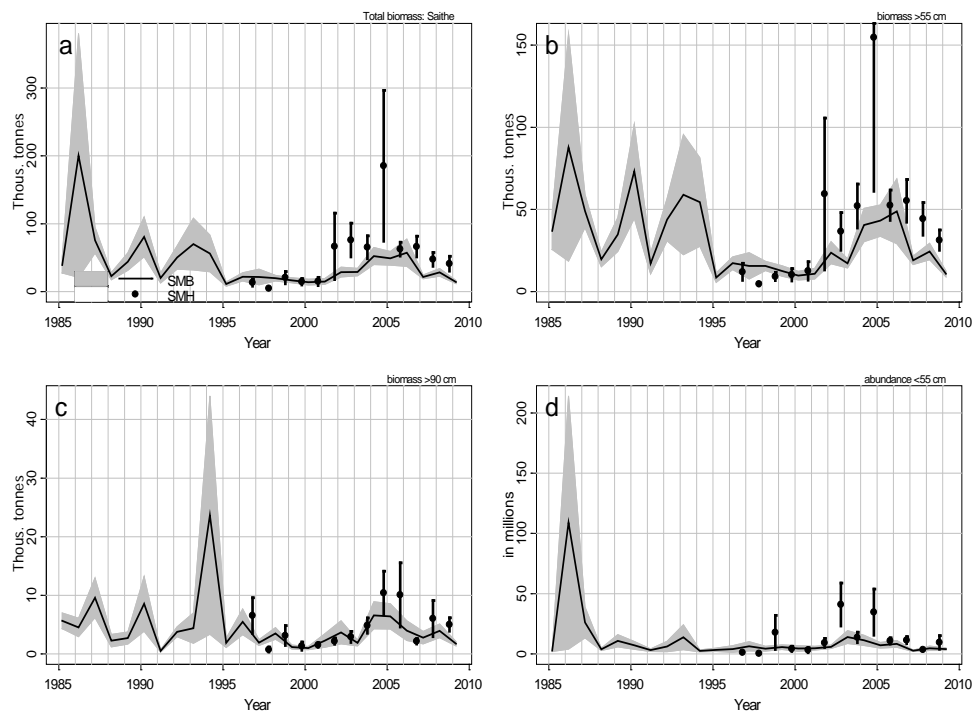 Total biomass: Saithe
a
Thous. tonnes
0 100 200 300
SMB
SMH
1985 1990 1995 2000 2005 2010
Year
biomass >55 cm
b
Thous. tonnes
0 50 100 150
1985 1990 1995 2000 2005 2010
Year
biomass >90 cm
c
Thous. tonnes
0 10 20 30 40
1985 1990 1995 2000 2005 2010
Year
abundance <55 cm
d
in millions
0 50 100 150 200
1985 1990 1995 2000 2005 2010
Year